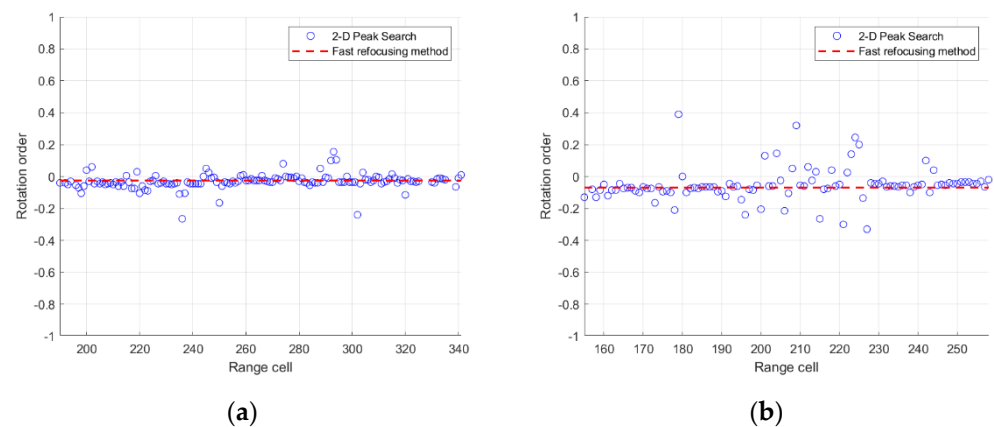 1
0.8
0.6
0.4
0.2
0
-0.2
-0.4
-0.6
-0.8
-1
Rotation order
2-D Peak Search
Fast refocusing method
200 220 240 260 280 300 320 340
Range cell
(a)
1
0.8
0.6
0.4
0.2
0
-0.2
-0.4
-0.6
-0.8
-1
Rotation order
2-D Peak Search
Fast refocusing method
160 170 180 190 200 210 220 230 240 250
Range cell
(b)